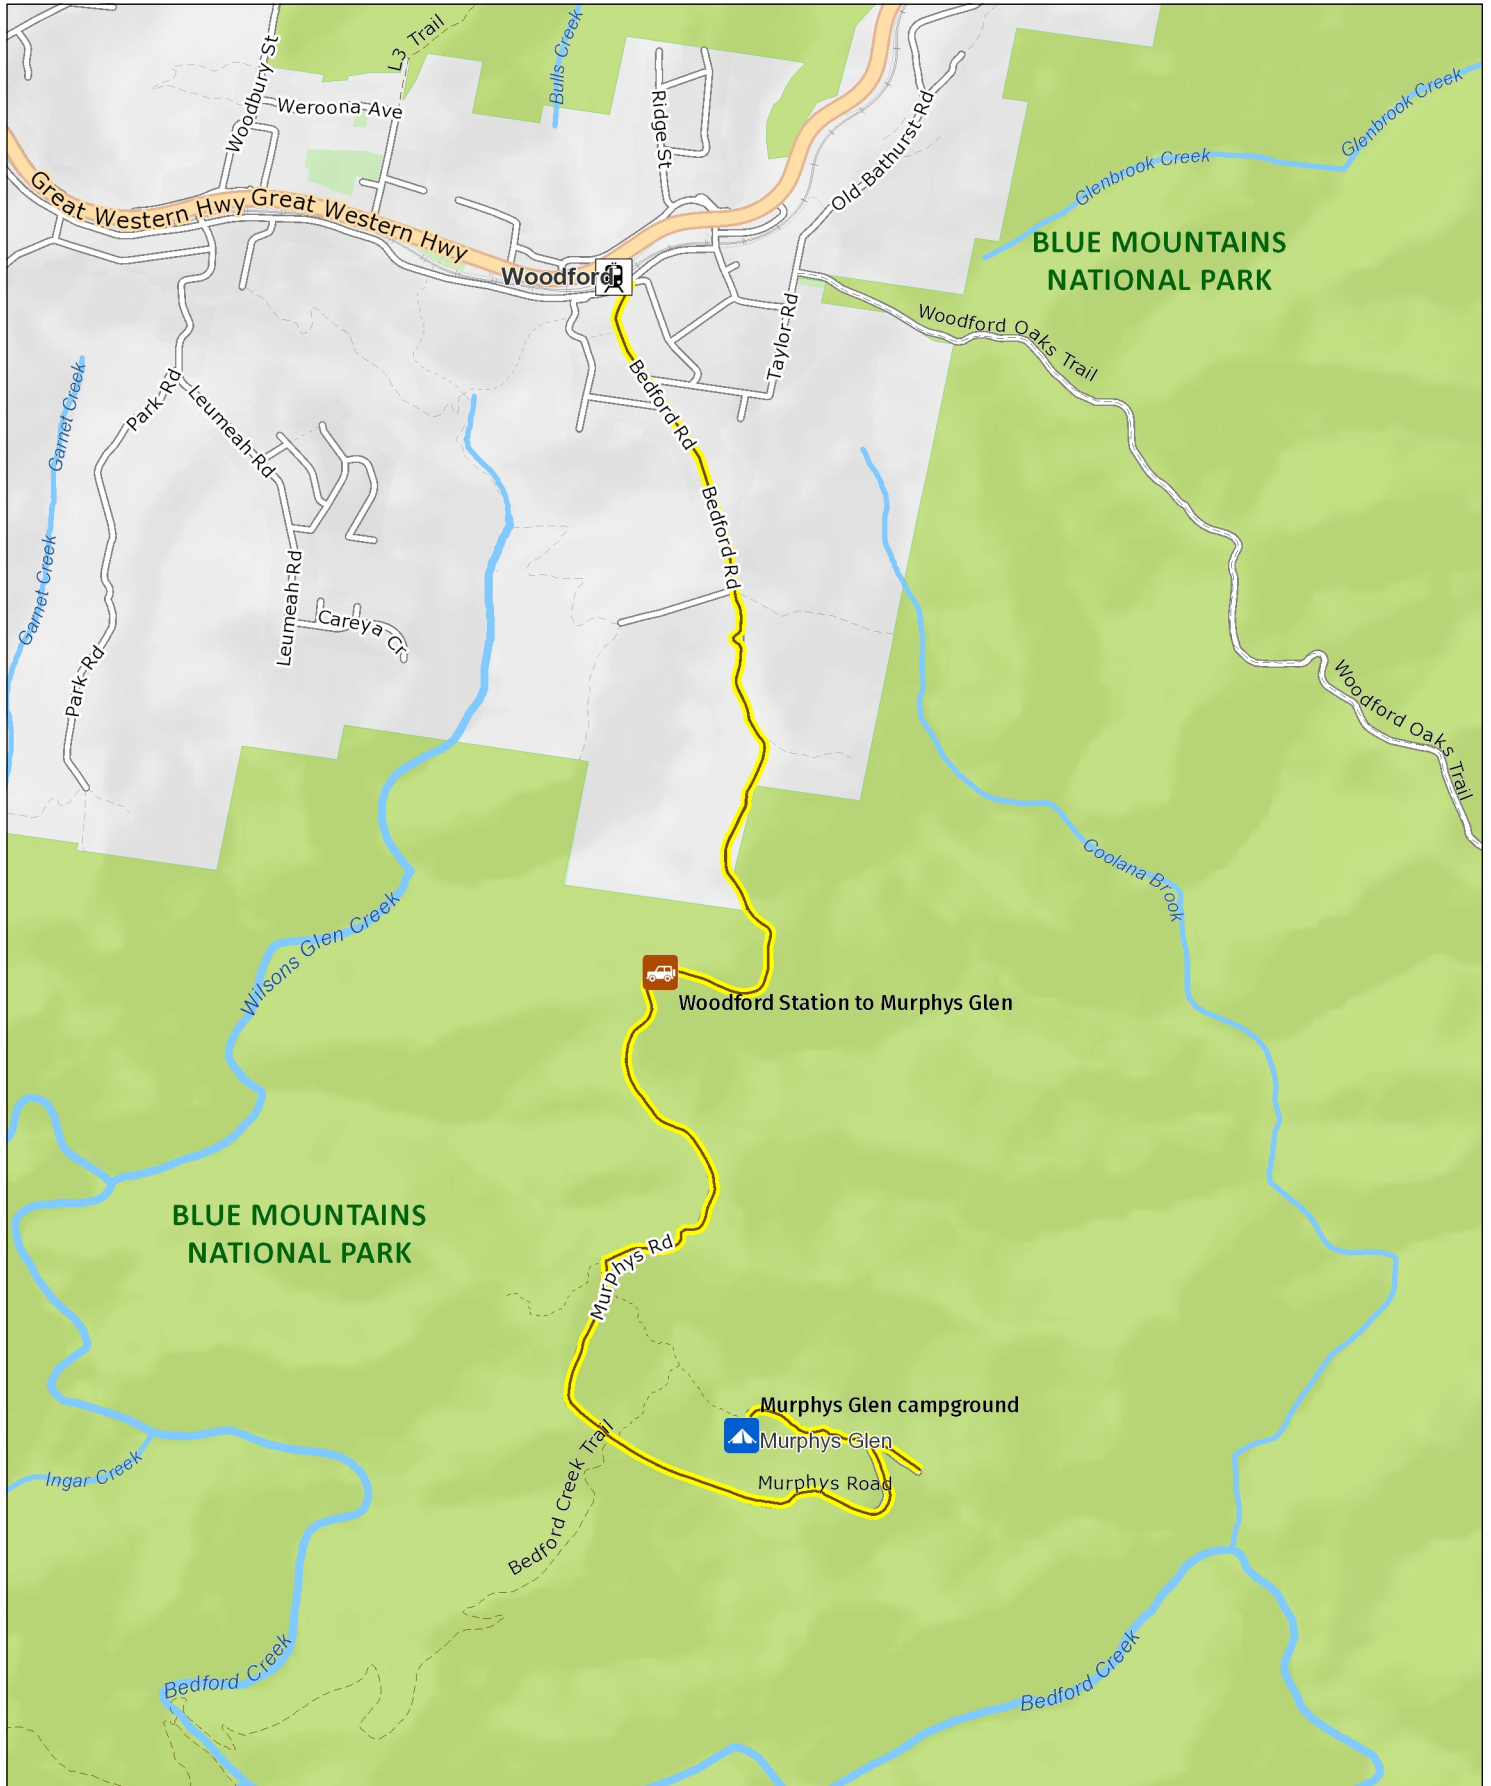 L3 Trail
Bulls Creek
Woodbury St
Weroona Ave
Ridge St
Old-Bathurst-Rd
Glenbrook Creek
Glenbrook Creek
Great Western Hwy
Great Western Hwy
BLUE MOUNTAINS
NATIONAL PARK
Woodford
Woodford Oaks Trail
Taylor-Rd
Garnet Creek
Park-Rd
Leumeah-Rd
Bedford-Rd
Bedford-Rd
Garnet Creek
Leumeah-Rd
Careya Cr
Park-Rd
Woodford Oaks Trail
Coolana Brook
Wilsons Glen Creek
Woodford Station to Murphys Glen
BLUE MOUNTAINS
NATIONAL PARK
Murphys Rd
Murphys Glen campground
Murphys Glen
Murphys Road
Ingar Creek
Bedford Creek Trail
Bedford Creek
Bedford Creek